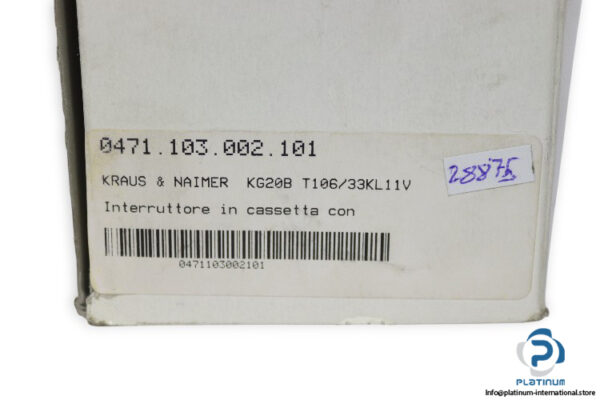 0471.103.002.101
KRAUS & NAIMER KG20B T106/33KL11V
Interruttore in cassetta con
0471103002101
28875
PLATINUM
Info@platinum-international.store